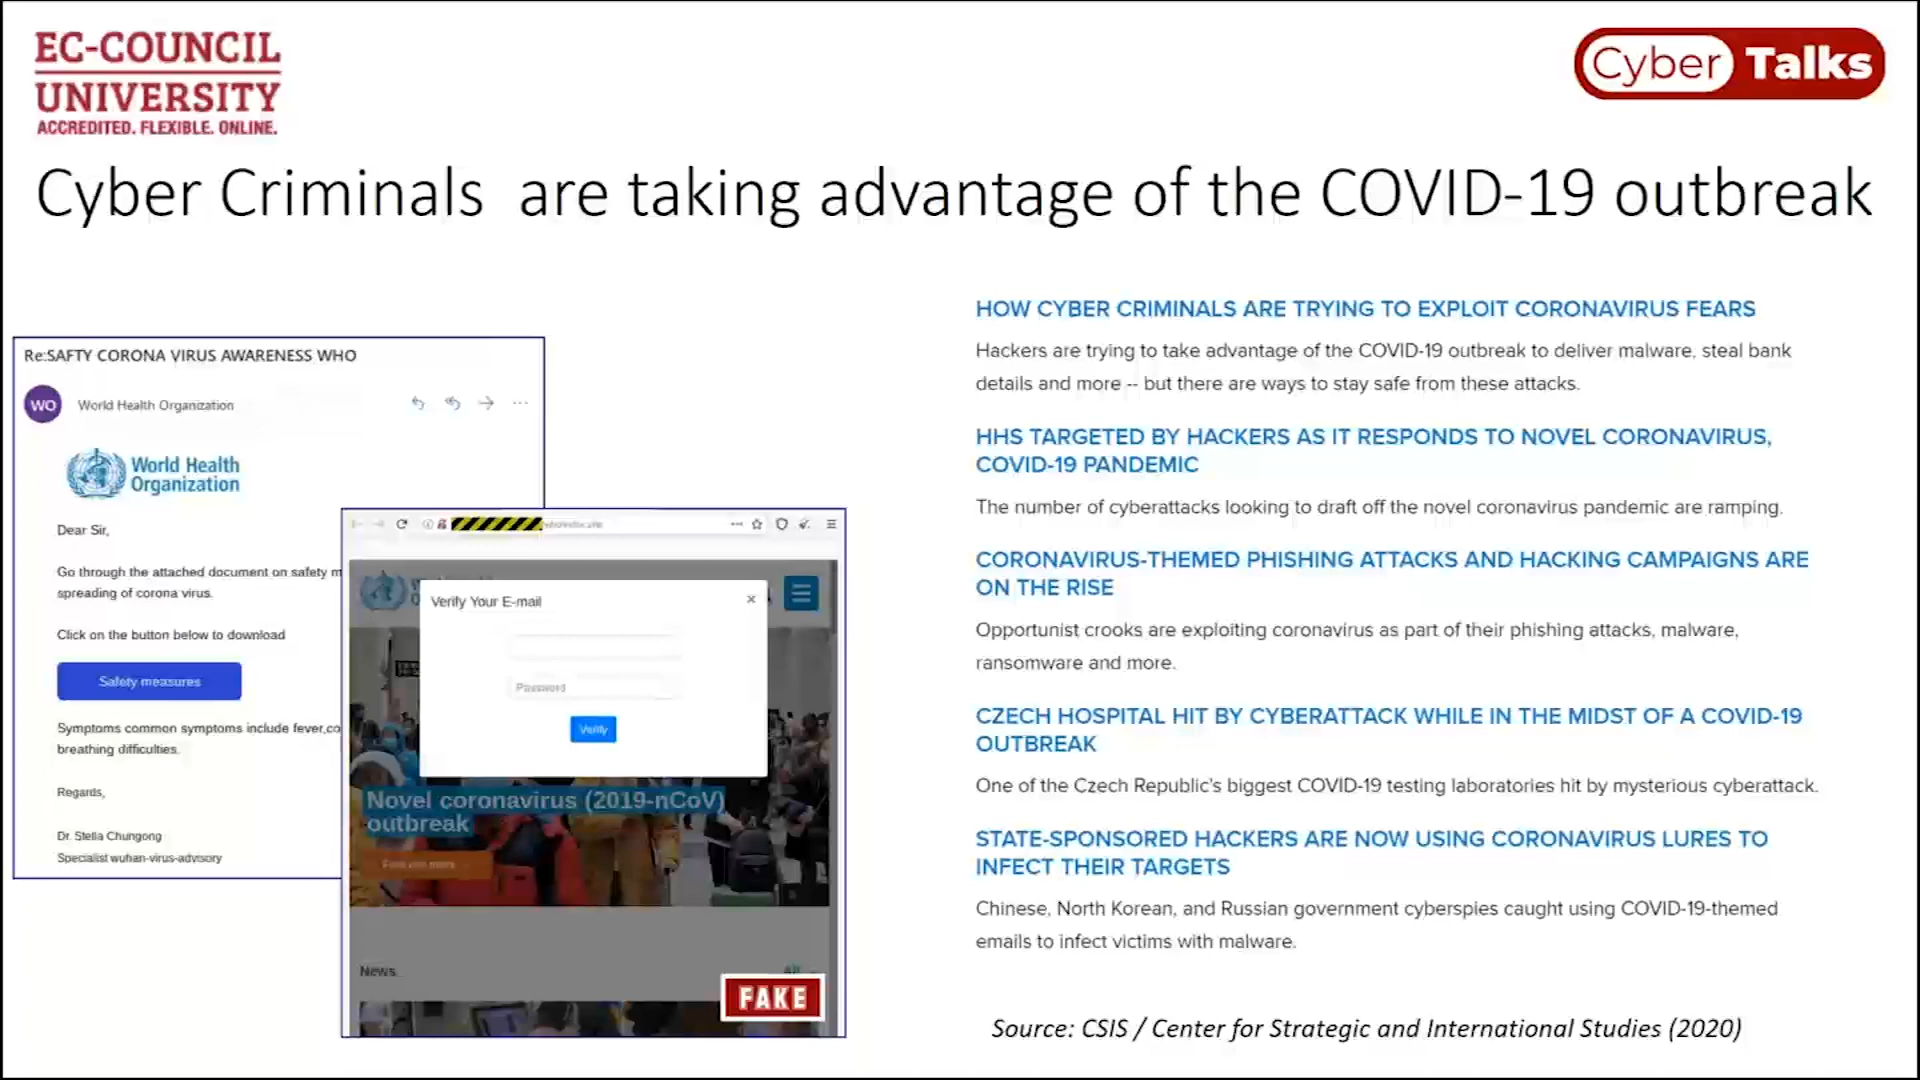 EC-COUNCIL
UNIVERSITY
ACCREDITED. FLEXIBLE. ONLINE.
Cyber Talks
Cyber Criminals are taking advantage of the COVID-19 outbreak
Re:SAFTY CORONA VIRUS AWARENESS WHO
WO World Health Organization
World Health
Organization
Dear Sir,
Go through the attached document on safety m
spreading of corona virus.
Click on the button below to download
Safety measures
Symptoms common symptoms include fever,co
breathing difficulties.
Regards,
Dr. Stella Chungong
Specialist wuhan-virus-advisory
Verify Your E-mail
Password
Verify
Novel coronavirus (2019-nCoV)
outbreak
Find out more
News
All
FAKE
HOW CYBER CRIMINALS ARE TRYING TO EXPLOIT CORONAVIRUS FEARS
Hackers are trying to take advantage of the COVID-19 outbreak to deliver malware, steal bank
details and more -- but there are ways to stay safe from these attacks.
HHS TARGETED BY HACKERS AS IT RESPONDS TO NOVEL CORONAVIRUS,
COVID-19 PANDEMIC
The number of cyberattacks looking to draft off the novel coronavirus pandemic are ramping.
CORONAVIRUS-THEMED PHISHING ATTACKS AND HACKING CAMPAIGNS ARE
ON THE RISE
Opportunist crooks are exploiting coronavirus as part of their phishing attacks, malware,
ransomware and more.
CZECH HOSPITAL HIT BY CYBERATTACK WHILE IN THE MIDST OF A COVID-19
OUTBREAK
One of the Czech Republic's biggest COVID-19 testing laboratories hit by mysterious cyberattack.
STATE-SPONSORED HACKERS ARE NOW USING CORONAVIRUS LURES TO
INFECT THEIR TARGETS
Chinese, North Korean, and Russian government cyberspies caught using COVID-19-themed
emails to infect victims with malware.
Source: CSIS / Center for Strategic and International Studies (2020)